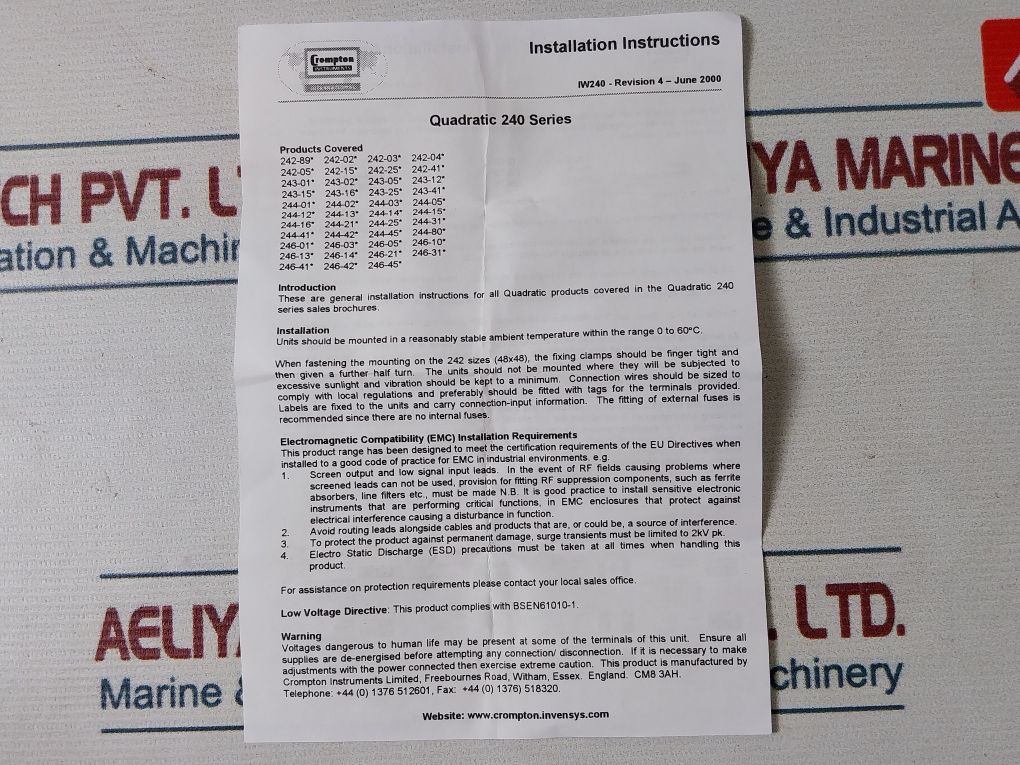 Crompton
INSTRUMENTS
Installation Instructions
IW240 - Revision 4 – June 2000
Quadratic 240 Series
Products Covered
242-89* 242-02* 242-03* 242-04*
242-05* 242-15* 242-25* 242-41*
243-01* 243-02* 243-05* 243-12*
243-15* 243-16* 243-25* 243-41*
244-01* 244-02* 244-03* 244-05*
244-12* 244-13* 244-14* 244-15*
244-16* 244-21* 244-25* 244-31*
244-41* 244-42* 244-45* 244-80*
246-01* 246-03* 246-05* 246-10*
246-13* 246-14* 246-21* 246-31*
246-41* 246-42* 246-45*
Introduction
These are general installation instructions for all Quadratic products covered in the Quadratic 240
series sales brochures.
Installation
Units should be mounted in a reasonably stable ambient temperature within the range 0 to 60°C.
When fastening the mounting on the 242 sizes (48x48), the fixing clamps should be finger tight and
then given a further half turn. The units should not be mounted where they will be subjected to
excessive sunlight and vibration should be kept to a minimum. Connection wires should be sized to
comply with local regulations and preferably should be fitted with tags for the terminals provided.
Labels are fixed to the units and carry connection-input information. The fitting of external fuses is
recommended since there are no internal fuses.
Electromagnetic Compatibility (EMC) Installation Requirements
This product range has been designed to meet the certification requirements of the EU Directives when
installed to a good code of practice for EMC in industrial environments. e.g.
1. Screen output and low signal input leads. In the event of RF fields causing problems where
screened leads can not be used, provision for fitting RF suppression components, such as ferrite
absorbers, line filters etc., must be made N.B. It is good practice to install sensitive electronic
instruments that are performing critical functions, in EMC enclosures that protect against
electrical interference causing a disturbance in function.
2. Avoid routing leads alongside cables and products that are, or could be, a source of interference.
3. To protect the product against permanent damage, surge transients must be limited to 2kV pk.
4. Electro Static Discharge (ESD) precautions must be taken at all times when handling this
product.
For assistance on protection requirements please contact your local sales office.
Low Voltage Directive: This product complies with BSEN61010-1.
Warning
Voltages dangerous to human life may be present at some of the terminals of this unit. Ensure all
supplies are de-energised before attempting any connection/ disconnection. If it is necessary to make
adjustments with the power connected then exercise extreme caution. This product is manufactured by
Crompton Instruments Limited, Freebournes Road, Witham, Essex. England. CM8 3AH.
Telephone: +44 (0) 1376 512601, Fax: +44 (0) 1376) 518320.
Website: www.crompton.invensys.com
CH PVT. L
ation & Machin
YA MARINE
e & Industrial A
AELIYA
Marine &
. LTD.
chinery